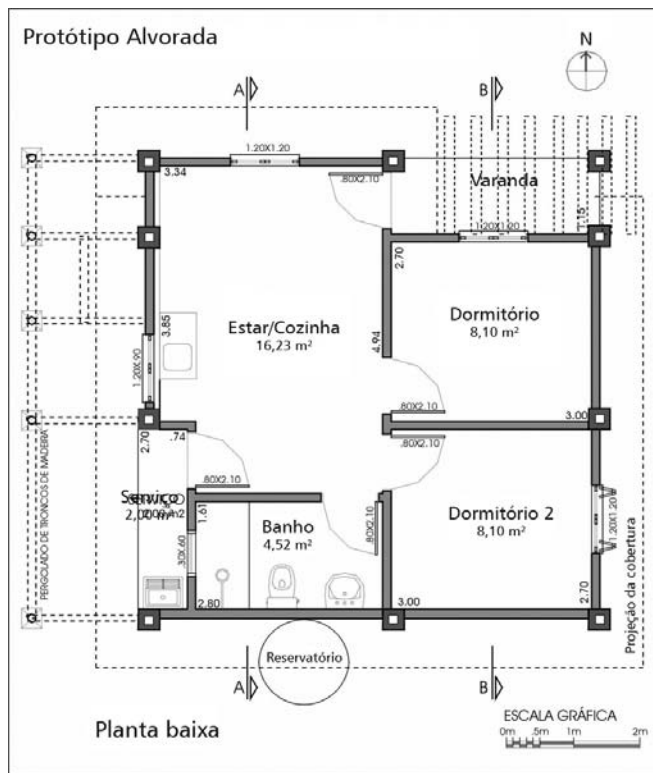 Protótipo Alvorada
N
A
B
1.20X1.20
3.34
.80X2.10
Varanda
1.15
1.20X1.20
2.70
Estar/Cozinha
16,23 m²
3.85
4.94
Dormitório
8,10 m²
1.20X.90
.80X2.10
3.00
2.70
.74
.80X2.10
.80X2.10
Serviço
2,00 m²
1.61
Banho
4,52 m²
.80X2.10
.30X.60
Dormitório 2
8,10 m²
1.20X1.20
2.80
3.00
2.70
PERGOLADO DE TRONCOS DE MADEIRA
Projeção da cobertura
Reservatório
A
B
Planta baixa
ESCALA GRÁFICA
0m .5m 1m 2m